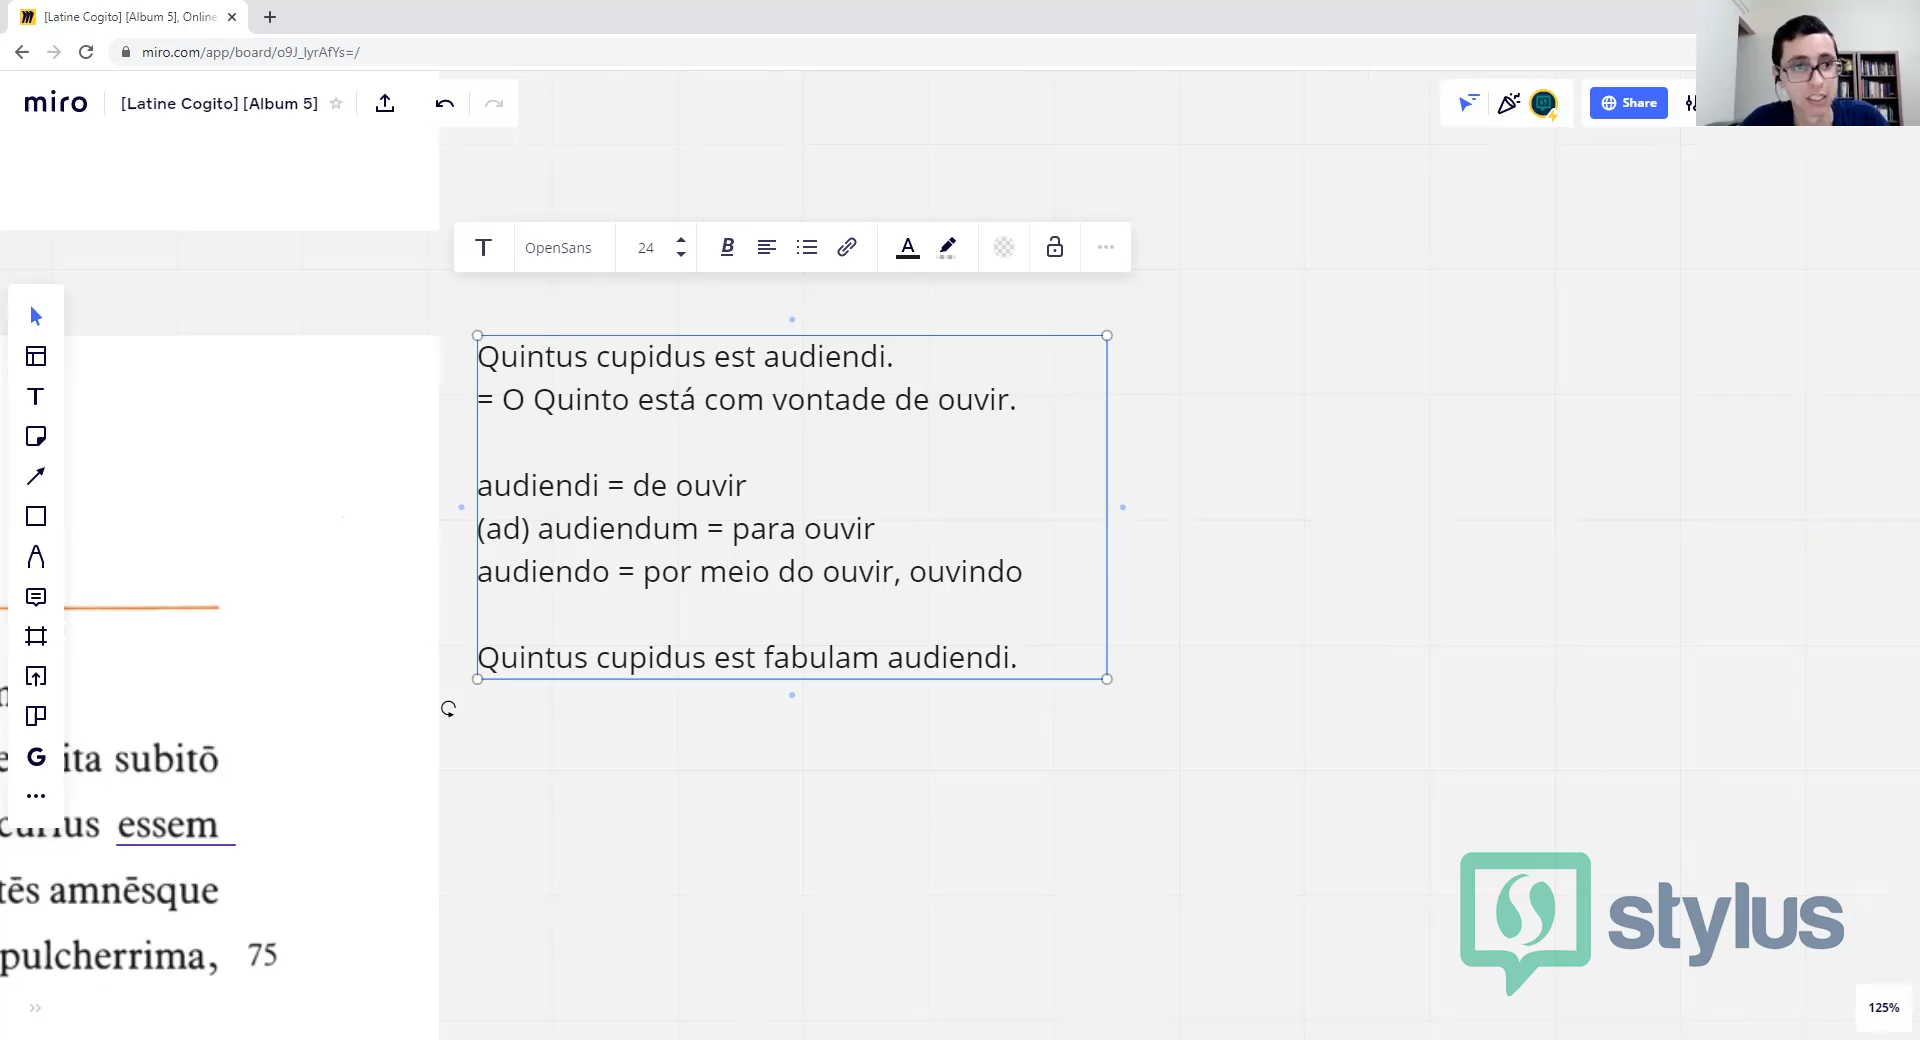 [Latine Cogito] [Album 5], Online
miro.com/app/board/o9J_lyrAfYs=/
miro
[Latine Cogito] [Album 5]
Share
OpenSans
24
B
A
Quintus cupidus est audiendi.
= O Quinto está com vontade de ouvir.
audiendi = de ouvir
(ad) audiendum = para ouvir
audiendo = por meio do ouvir, ouvindo
Quintus cupidus est fabulam audiendi.
ita subitō
essem
tēs amnēsque
pulcherrima, 75
stylus
125%